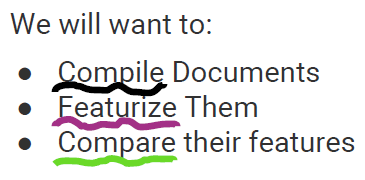 We will want to:
● Compile Documents
● Featurize Them
● Compare their features